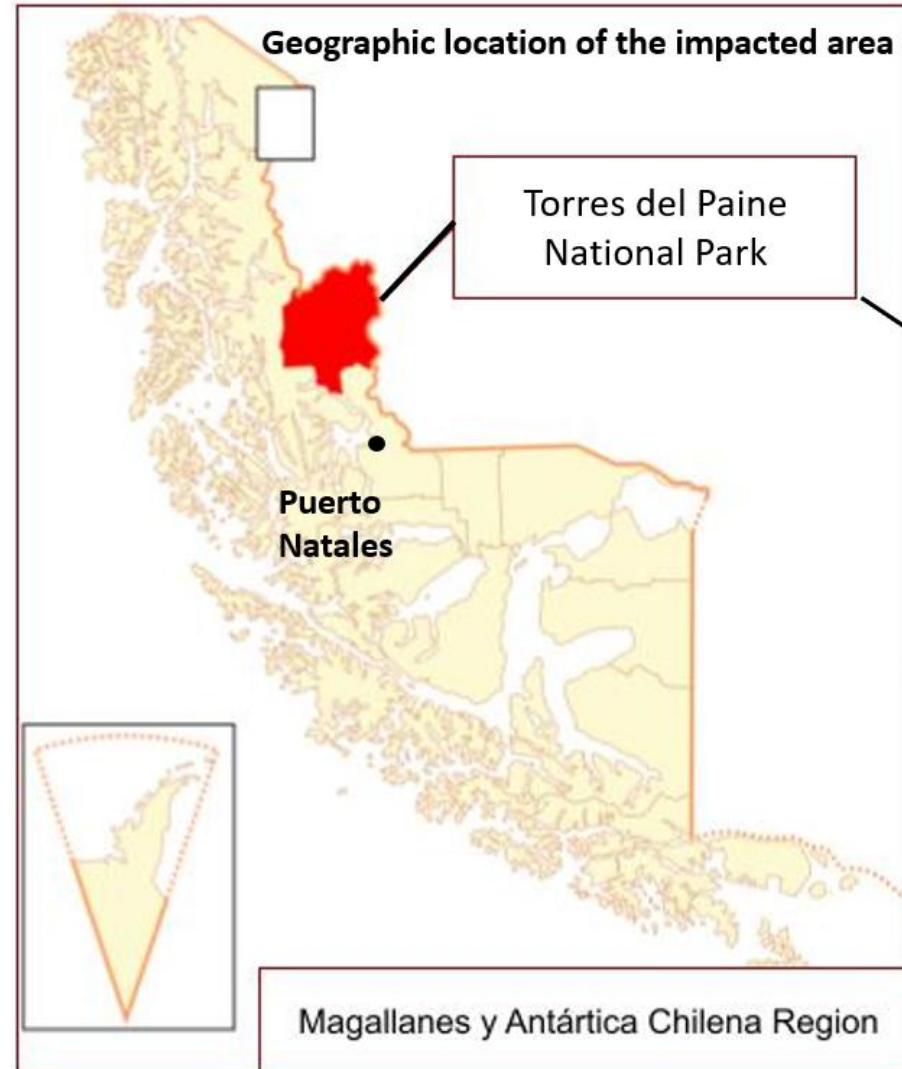 Geographic location of the impacted area
Torres del Paine
National Park
Puerto
Natales
Magallanes y Antártica Chilena Region